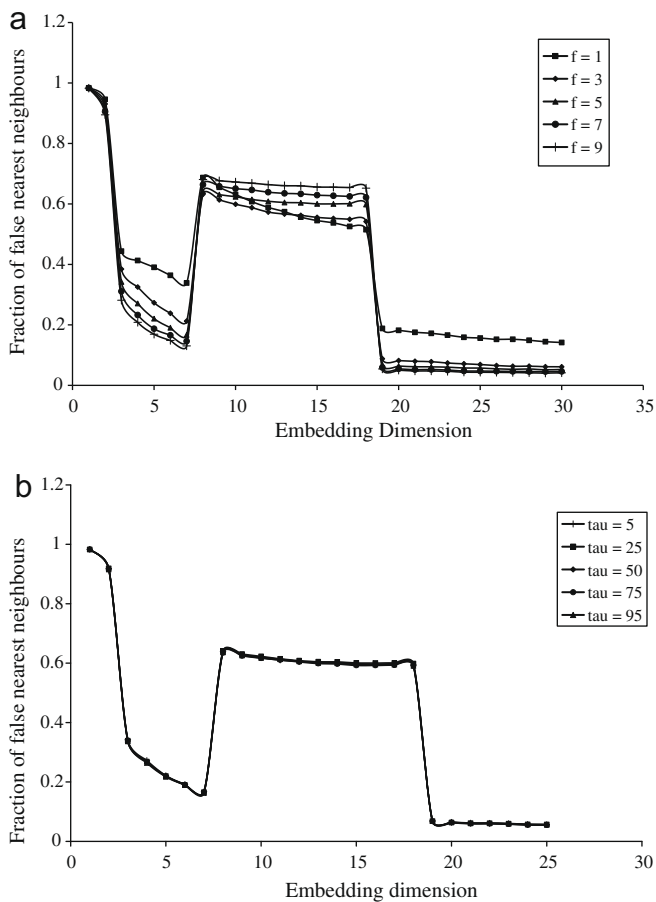 a
1.2
1
0.8
0.6
0.4
0.2
0
Fraction of false nearest neighbours
0 5 10 15 20 25 30 35
Embedding Dimension
f = 1
f = 3
f = 5
f = 7
f = 9
b
1.2
1
0.8
0.6
0.4
0.2
0
Fraction of false nearest neighbours
0 5 10 15 20 25 30
Embedding dimension
tau = 5
tau = 25
tau = 50
tau = 75
tau = 95